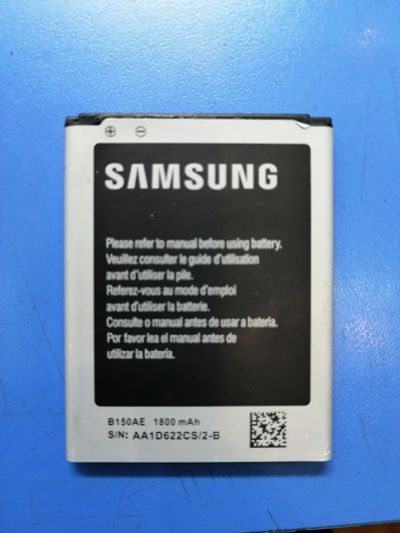 SAMSUNG
Please refer to manual before using battery.
Veuillez consulter le guide d'utilisation
avant d'utiliser la pile.
Referez-vous au mode d'emploi
avant d'utiliser la batterie.
Consulte o manual antes de usar a bateria.
Por favor lea el manual antes de
utilizar la bateria.
B150AE 1800 mAh
S/N: AA1D622CS/2-B